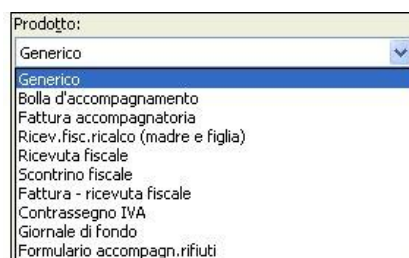 Prodotto:
Generico
Generico
Bolla d'accompagnamento
Fattura accompagnatoria
Ricev.fisc.ricalco (madre e figlia)
Ricevuta fiscale
Scontrino fiscale
Fattura - ricevuta fiscale
Contrassegno IVA
Giornale di fondo
Formulario accompagn.rifiuti